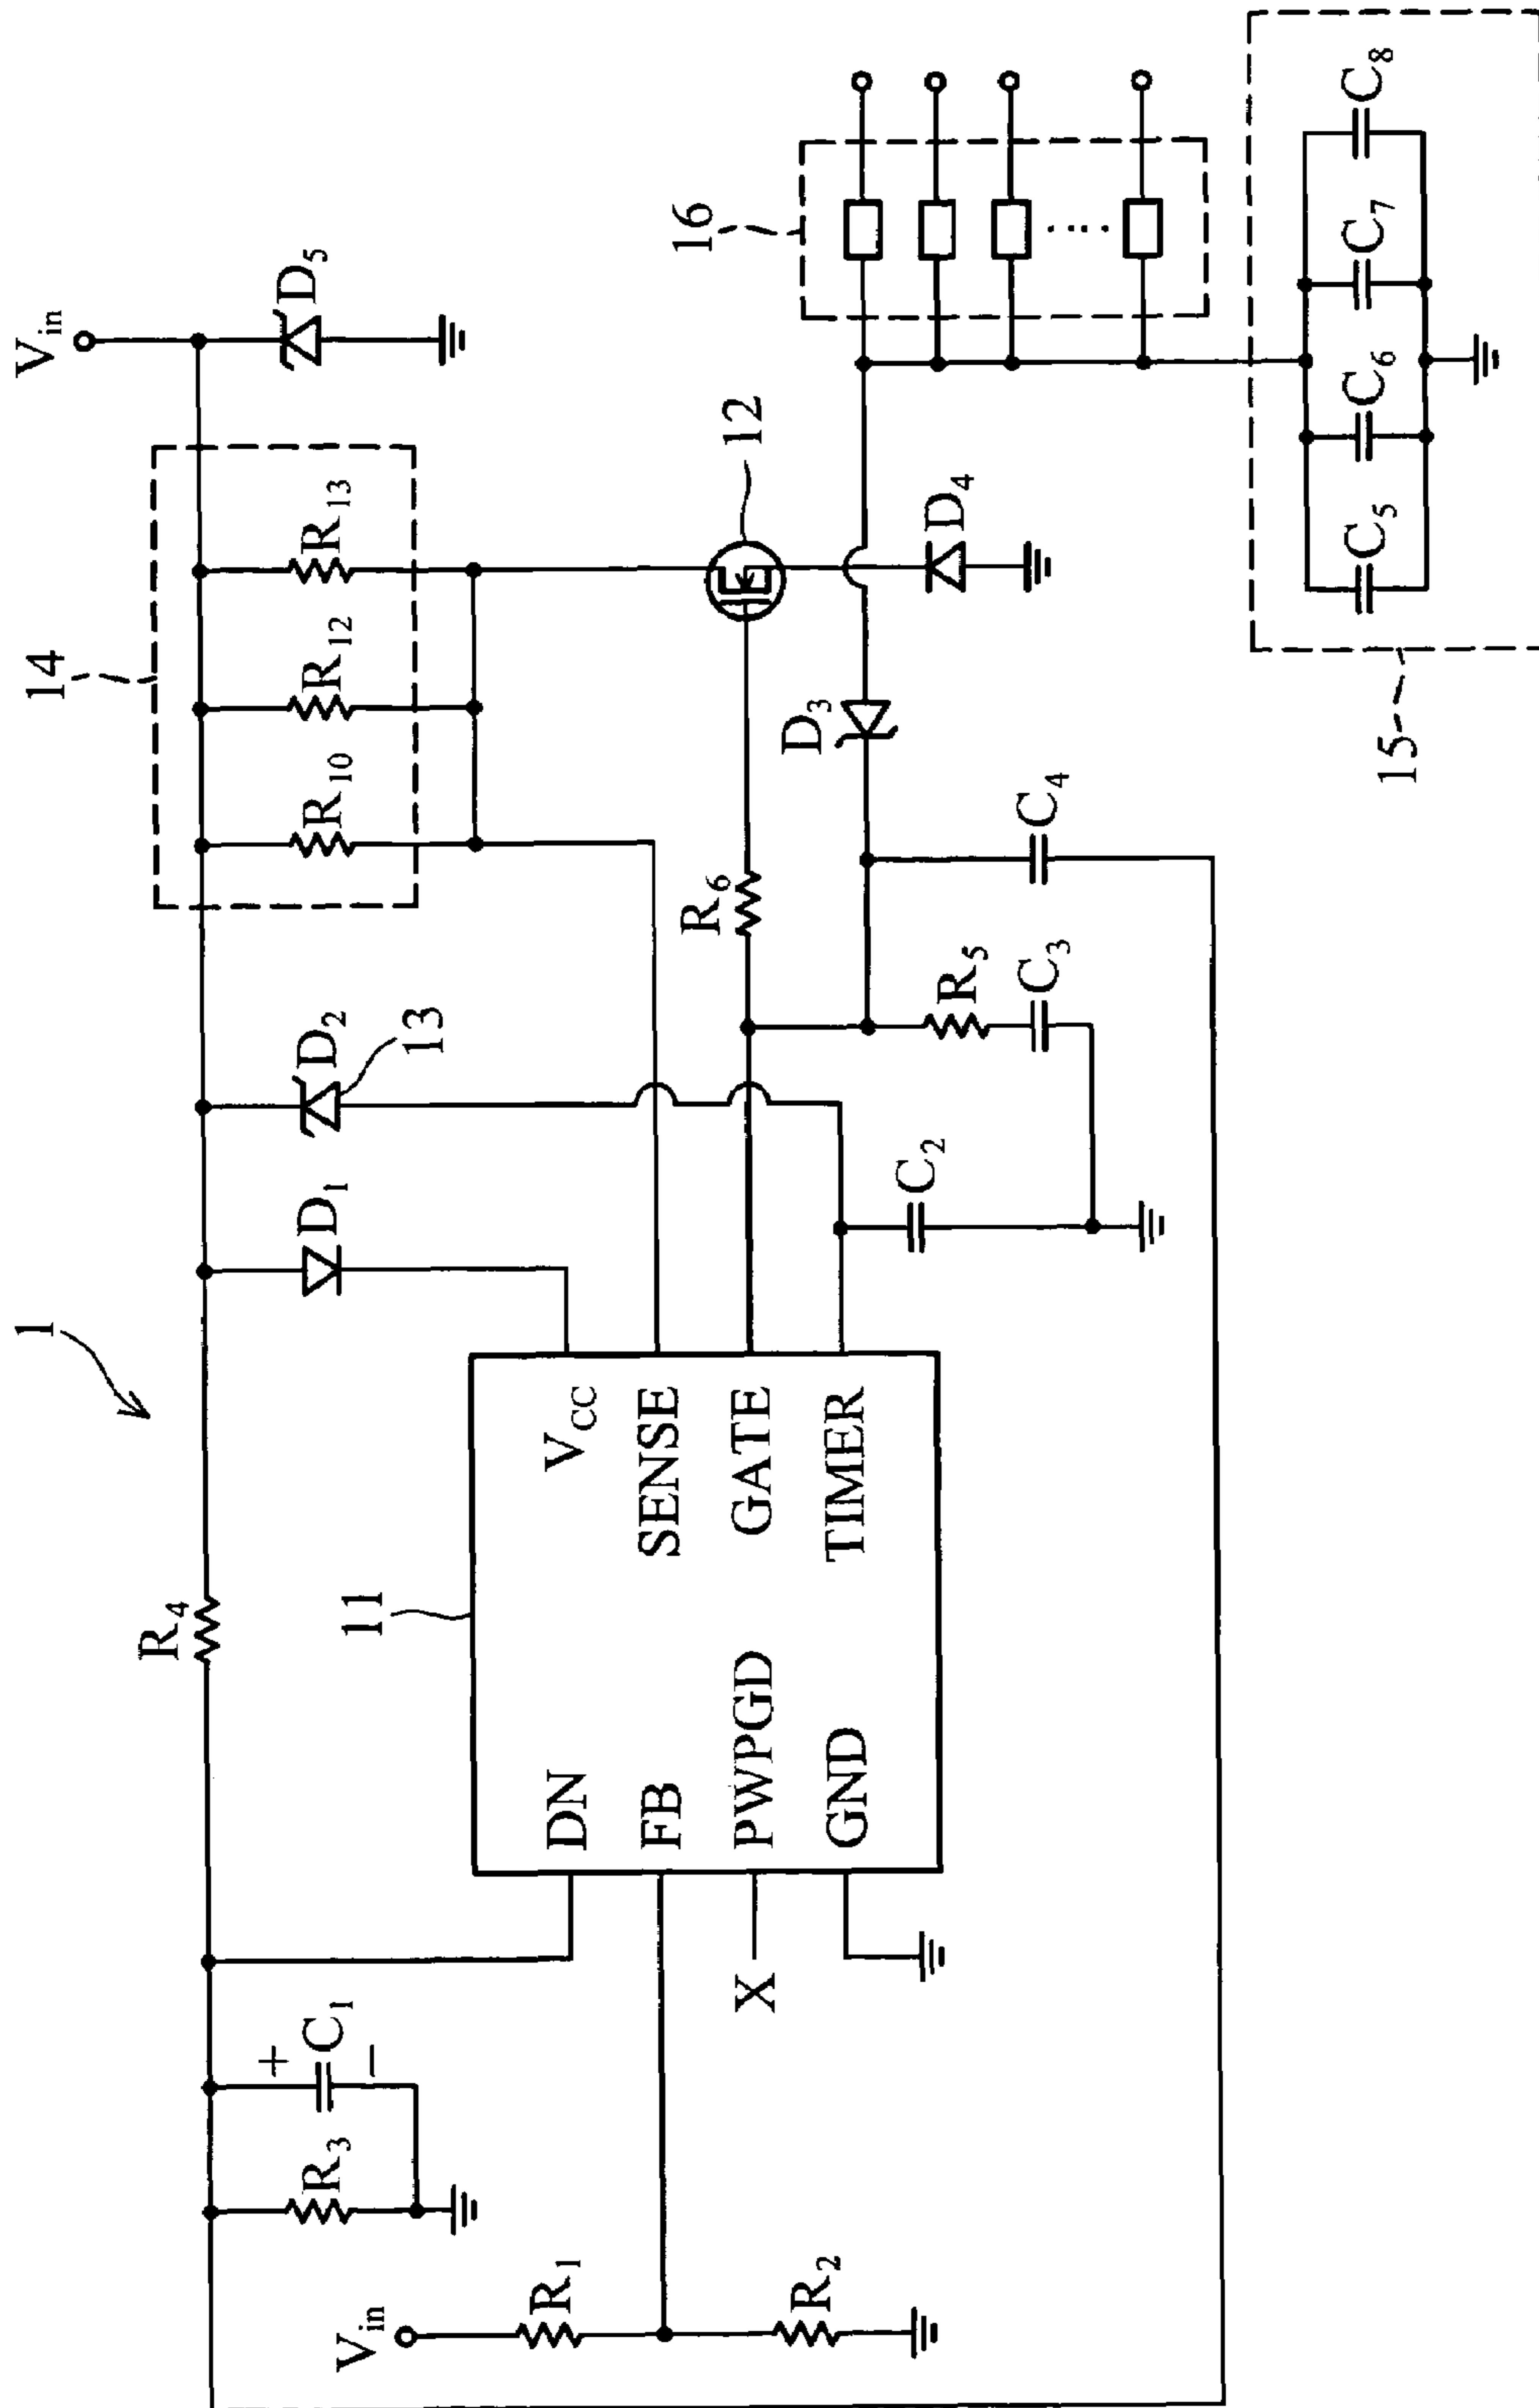 1
V_in
14
R_4
R_10
R_12
R_13
D_5
D_1
D_2
13
R_3
+
C_1
−
11
DN
FB
PWPGD
GND
V_CC
SENSE
GATE
TIMER
X
V_in
R_1
R_2
R_6
12
16
D_3
D_4
C_2
R_5
C_3
C_4
15
C_5
C_6
C_7
C_8